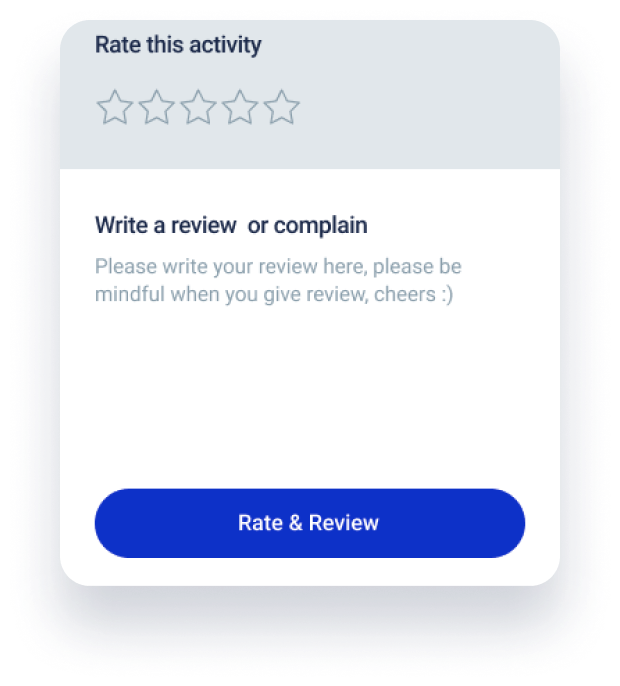 Rate this activity
Write a review  or complain
Please write your review here, please be
mindful when you give review, cheers :)
Rate & Review